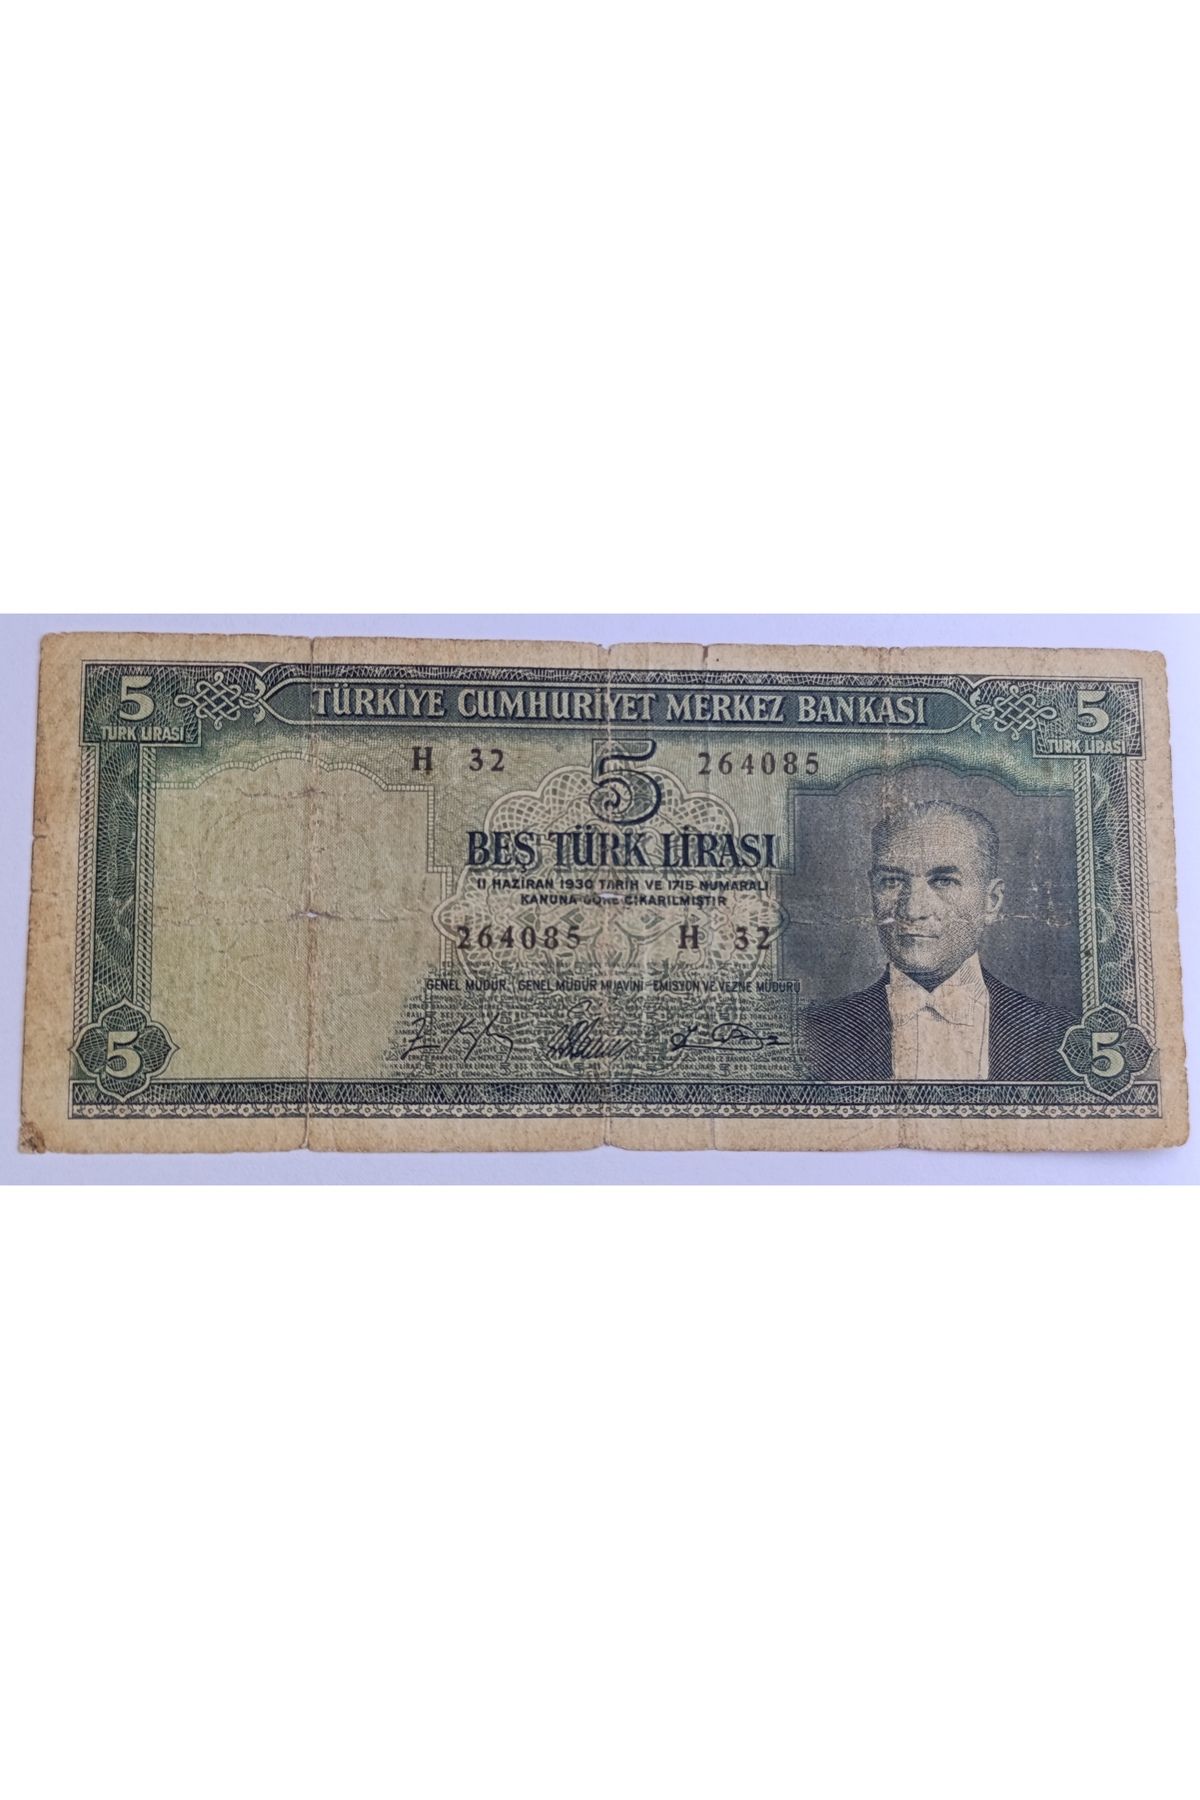 5 TÜRKİYE CUMHURİYET MERKEZ BANKASI 5
TÜRK LİRASI TÜRK LİRASI
H 32 5 264085
BEŞ TÜRK LİRASI
11 HAZİRAN 1930 TARİH VE 1715 NUMARALI
KANUNA GÖRE ÇIKARILMIŞTIR
264085 H 32
GENEL MÜDÜR, GENEL MÜDÜR MUAVİNİ - EMİSYON VE VEZNE MÜDÜRÜ
5 5